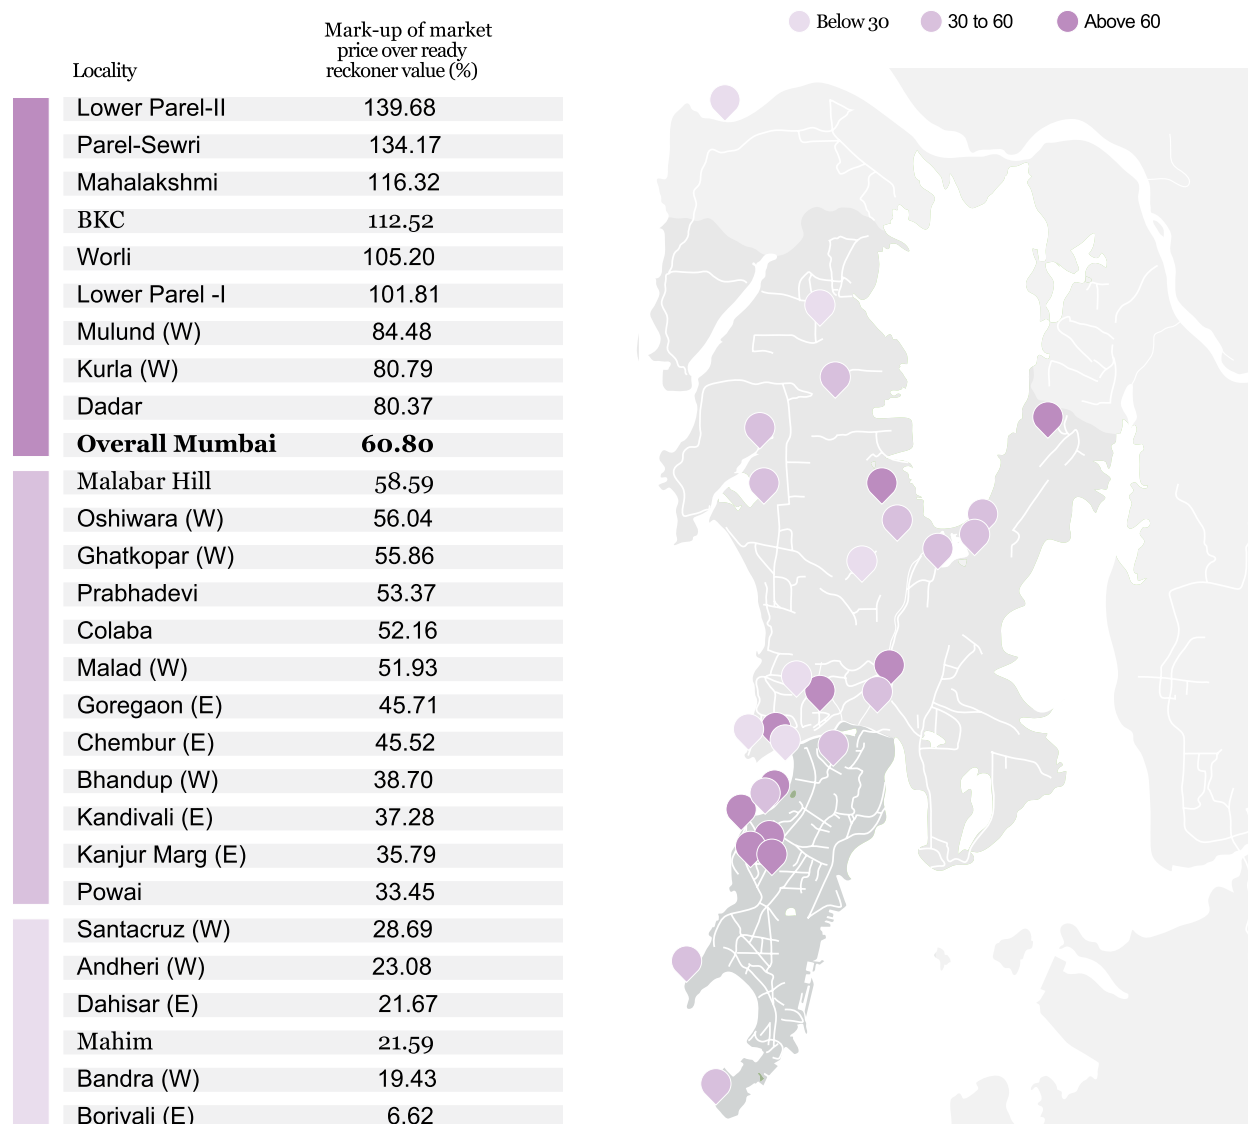 Mark-up of market
price over ready
Locality reckoner value (%)
Below 30 30 to 60 Above 60
Lower Parel-II 139.68
Parel-Sewri 134.17
Mahalakshmi 116.32
BKC 112.52
Worli 105.20
Lower Parel -I 101.81
Mulund (W) 84.48
Kurla (W) 80.79
Dadar 80.37
Overall Mumbai 60.80
Malabar Hill 58.59
Oshiwara (W) 56.04
Ghatkopar (W) 55.86
Prabhadevi 53.37
Colaba 52.16
Malad (W) 51.93
Goregaon (E) 45.71
Chembur (E) 45.52
Bhandup (W) 38.70
Kandivali (E) 37.28
Kanjur Marg (E) 35.79
Powai 33.45
Santacruz (W) 28.69
Andheri (W) 23.08
Dahisar (E) 21.67
Mahim 21.59
Bandra (W) 19.43
Borivali (E) 6.62